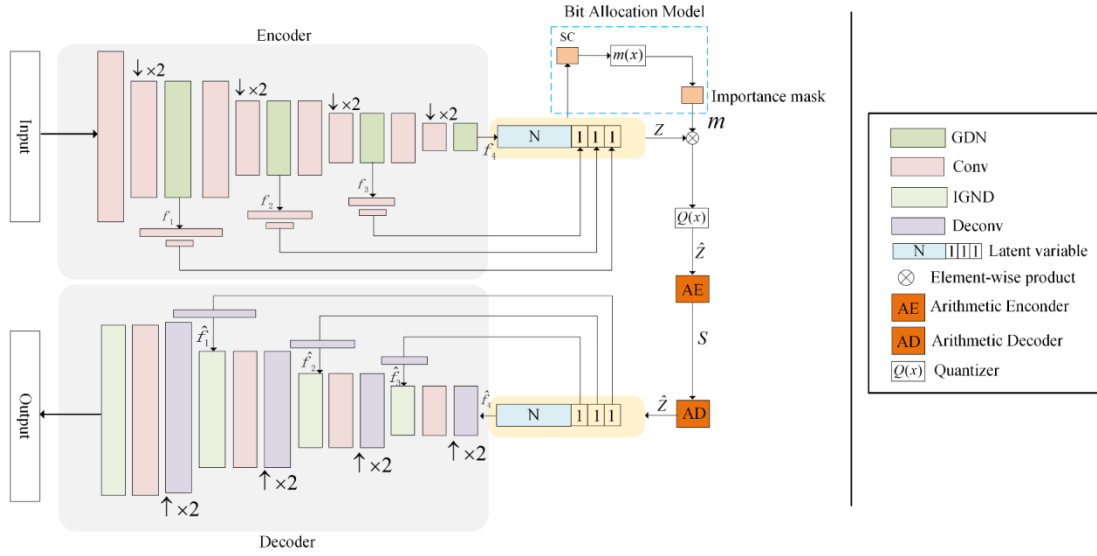 Bit Allocation Model
Encoder
SC
m(x)
Importance mask
m
↓×2
↓×2
↓×2
↓×2
Input
f₄
N 1 1 1
Z
⊗
f₁
f₂
f₃
Q(x)
Ẑ
AE
S
AD
Ẑ
N 1 1 1
f̂₁
f̂₂
f̂₃
f̂₄
Output
↑×2
↑×2
↑×2
↑×2
Decoder
GDN
Conv
IGND
Deconv
N 1 1 1 Latent variable
⊗ Element-wise product
AE Arithmetic Enconder
AD Arithmetic Decoder
Q(x) Quantizer